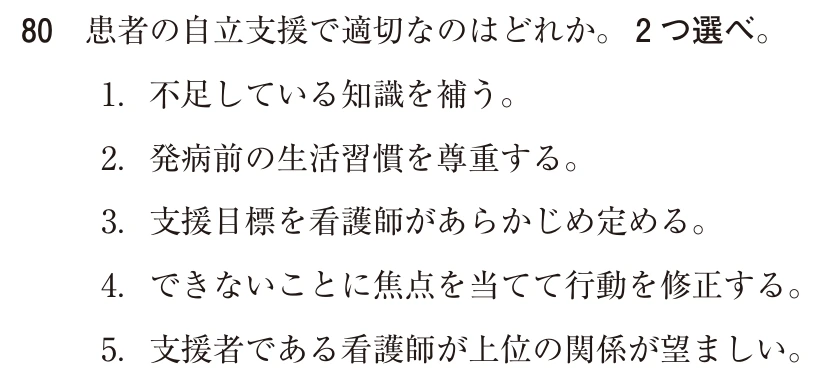 80 患者の自立支援で適切なのはどれか。2つ選べ。
1. 不足している知識を補う。
2. 発病前の生活習慣を尊重する。
3. 支援目標を看護師があらかじめ定める。
4. できないことに焦点を当てて行動を修正する。
5. 支援者である看護師が上位の関係が望ましい。